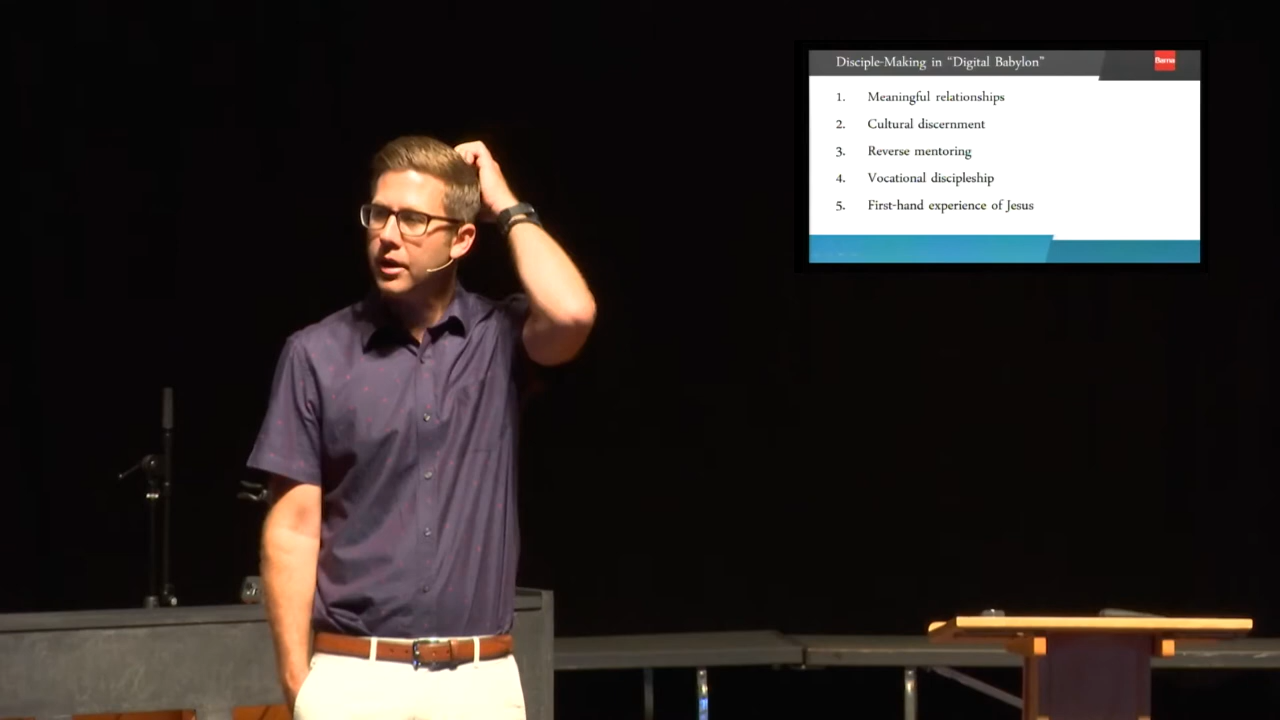 Disciple-Making in “Digital Babylon”
Barna
1. Meaningful relationships
2. Cultural discernment
3. Reverse mentoring
4. Vocational discipleship
5. First-hand experience of Jesus